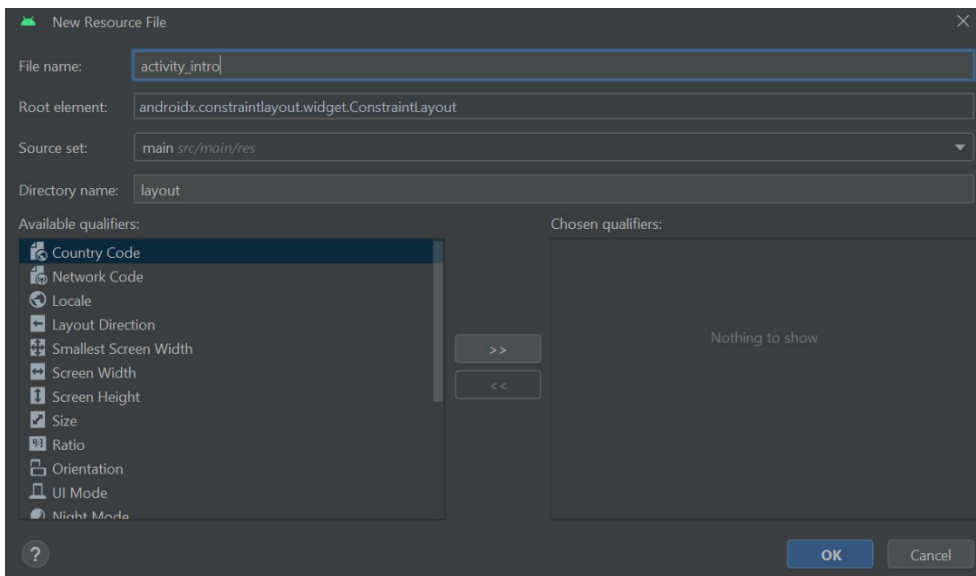 New Resource File
File name: activity_intro
Root element: androidx.constraintlayout.widget.ConstraintLayout
Source set: main src/main/res
Directory name: layout
Available qualifiers:
Country Code
Network Code
Locale
Layout Direction
Smallest Screen Width
Screen Width
Screen Height
Size
Ratio
Orientation
UI Mode
Night Mode
>>
<<
Chosen qualifiers:
Nothing to show
?
OK
Cancel